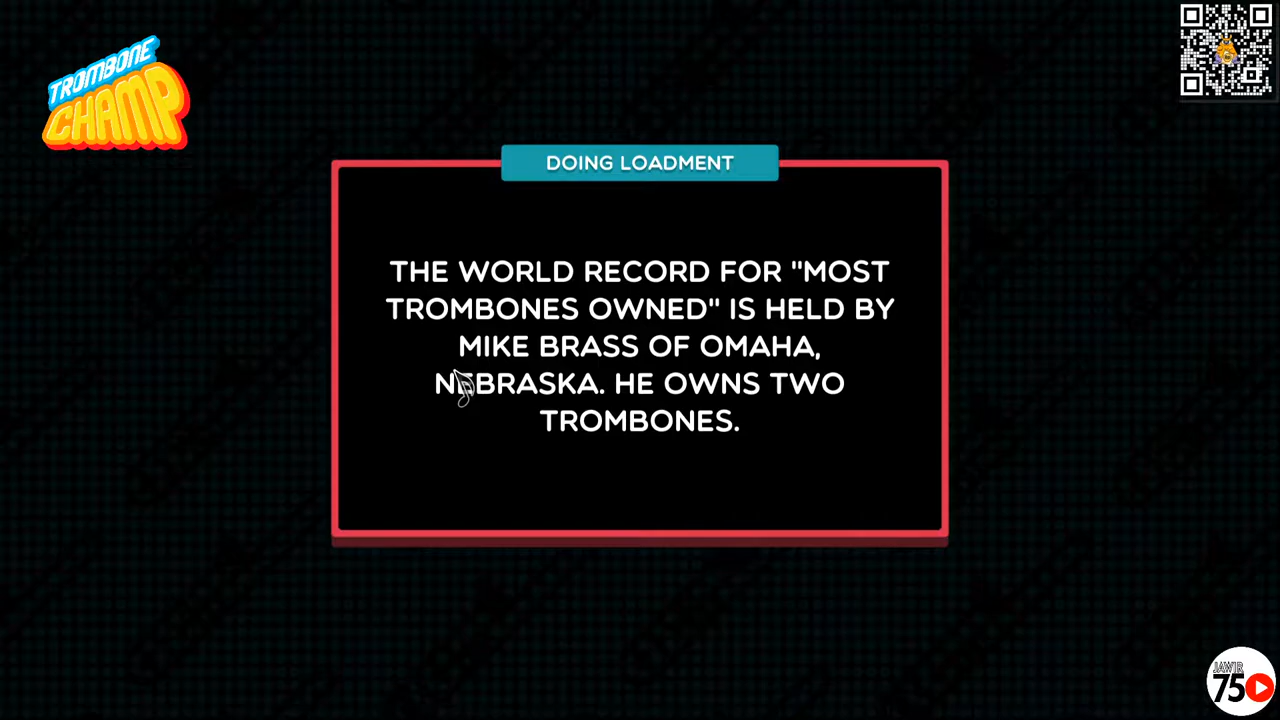 TROMBONE
CHAMP
DOING LOADMENT
THE WORLD RECORD FOR "MOST
TROMBONES OWNED" IS HELD BY
MIKE BRASS OF OMAHA,
NEBRASKA. HE OWNS TWO
TROMBONES.
JAW1R
75